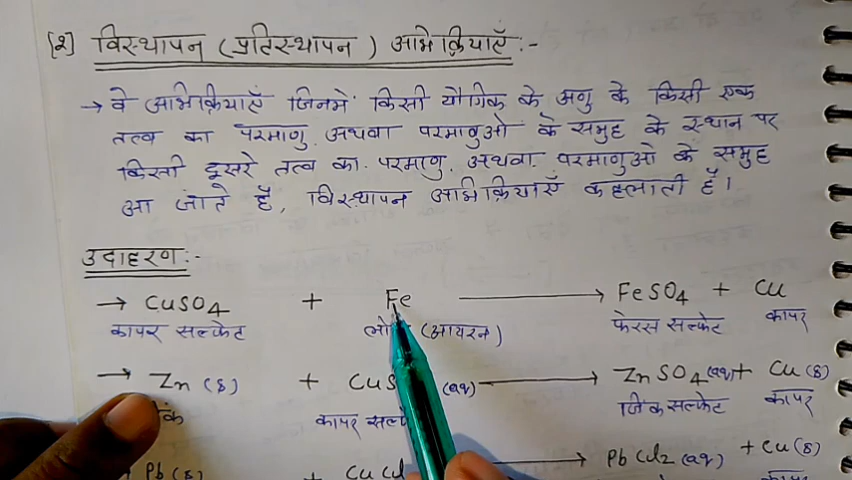 [2] विस्थापन (प्रतिस्थापन) अभिक्रियाएँ:-
→ वे अभिक्रियाएँ जिनमें किसी यौगिक के अणु के किसी एक
तत्व का परमाणु अथवा परमाणुओ के समुह के स्थान पर
किसी दूसरे तत्व का परमाणु अथवा परमाणुओ के समुह
आ जाते हैं, विस्थापन अभिक्रियाएँ कहलाती हैं।
उदाहरण:-
→ CuSO4 + Fe → FeSO4 + Cu
कापर सल्फेट (आयरन) फेरस सल्फेट कापर
→ Zn (s) + CuS (aq) → ZnSO4 (aq) + Cu (s)
कापर जिंक सल्फेट कापर
Pb (s) + → PbCl2 (aq) + Cu (s)